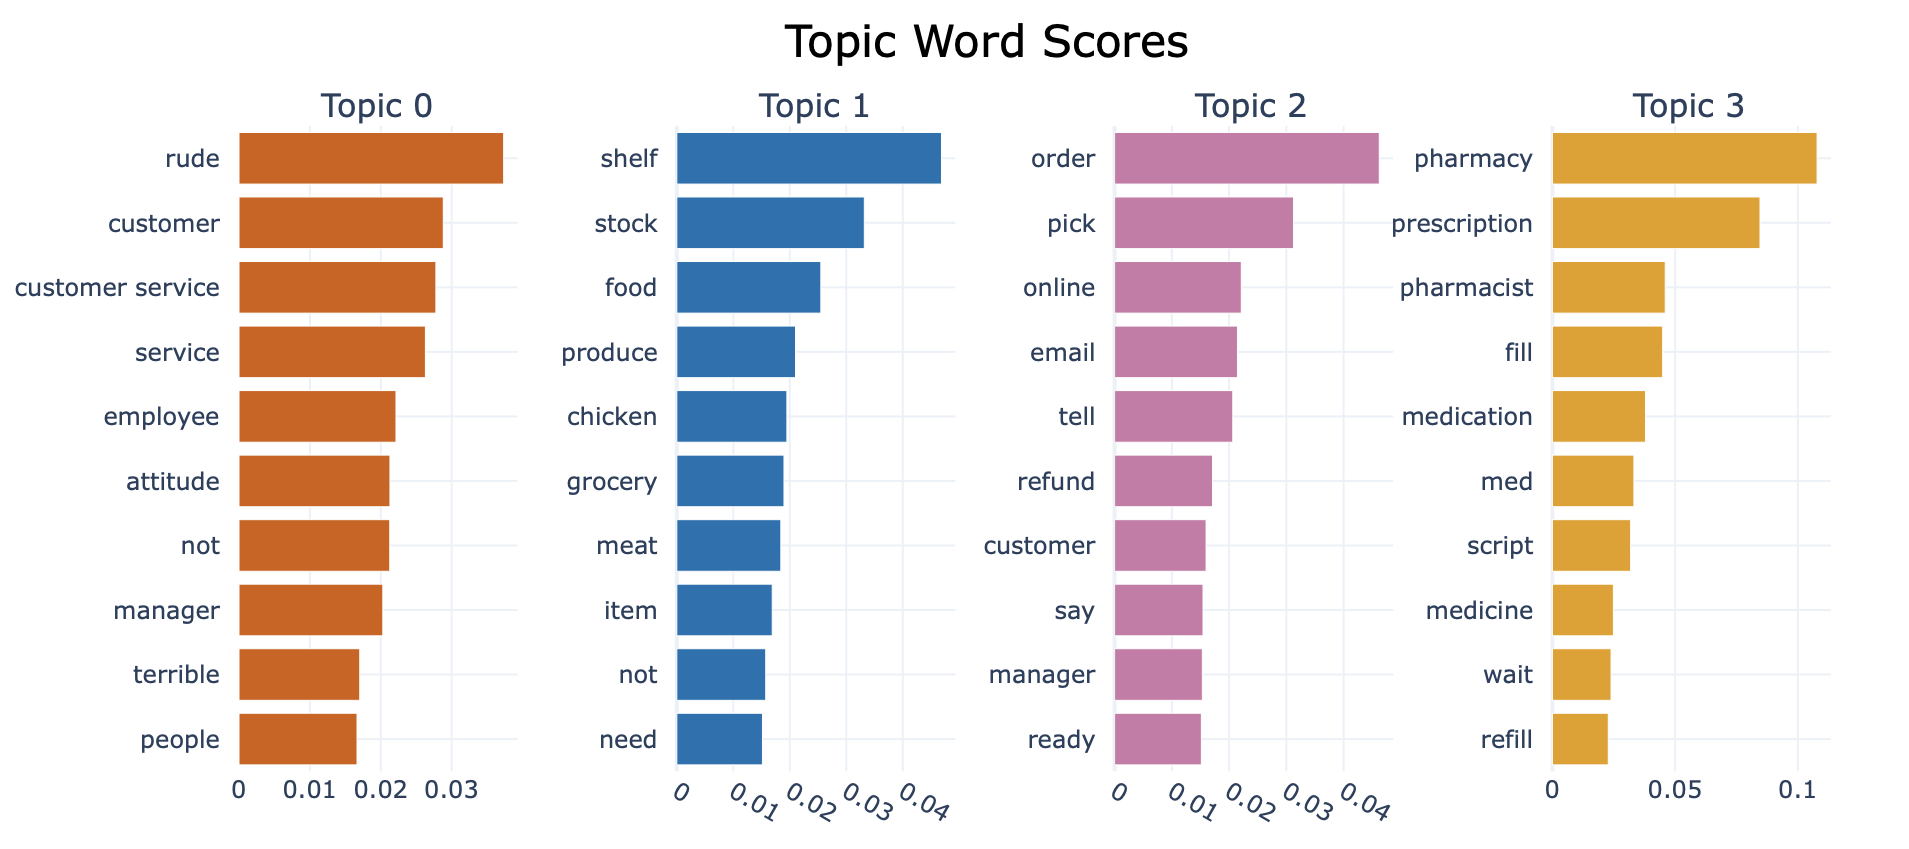 Topic Word Scores
Topic 0
rude
customer
customer service
service
employee
attitude
not
manager
terrible
people
0 0.01 0.02 0.03
Topic 1
shelf
stock
food
produce
chicken
grocery
meat
item
not
need
0 0.01 0.02 0.03 0.04
Topic 2
order
pick
online
email
tell
refund
customer
say
manager
ready
0 0.01 0.02 0.03 0.04
Topic 3
pharmacy
prescription
pharmacist
fill
medication
med
script
medicine
wait
refill
0 0.05 0.1